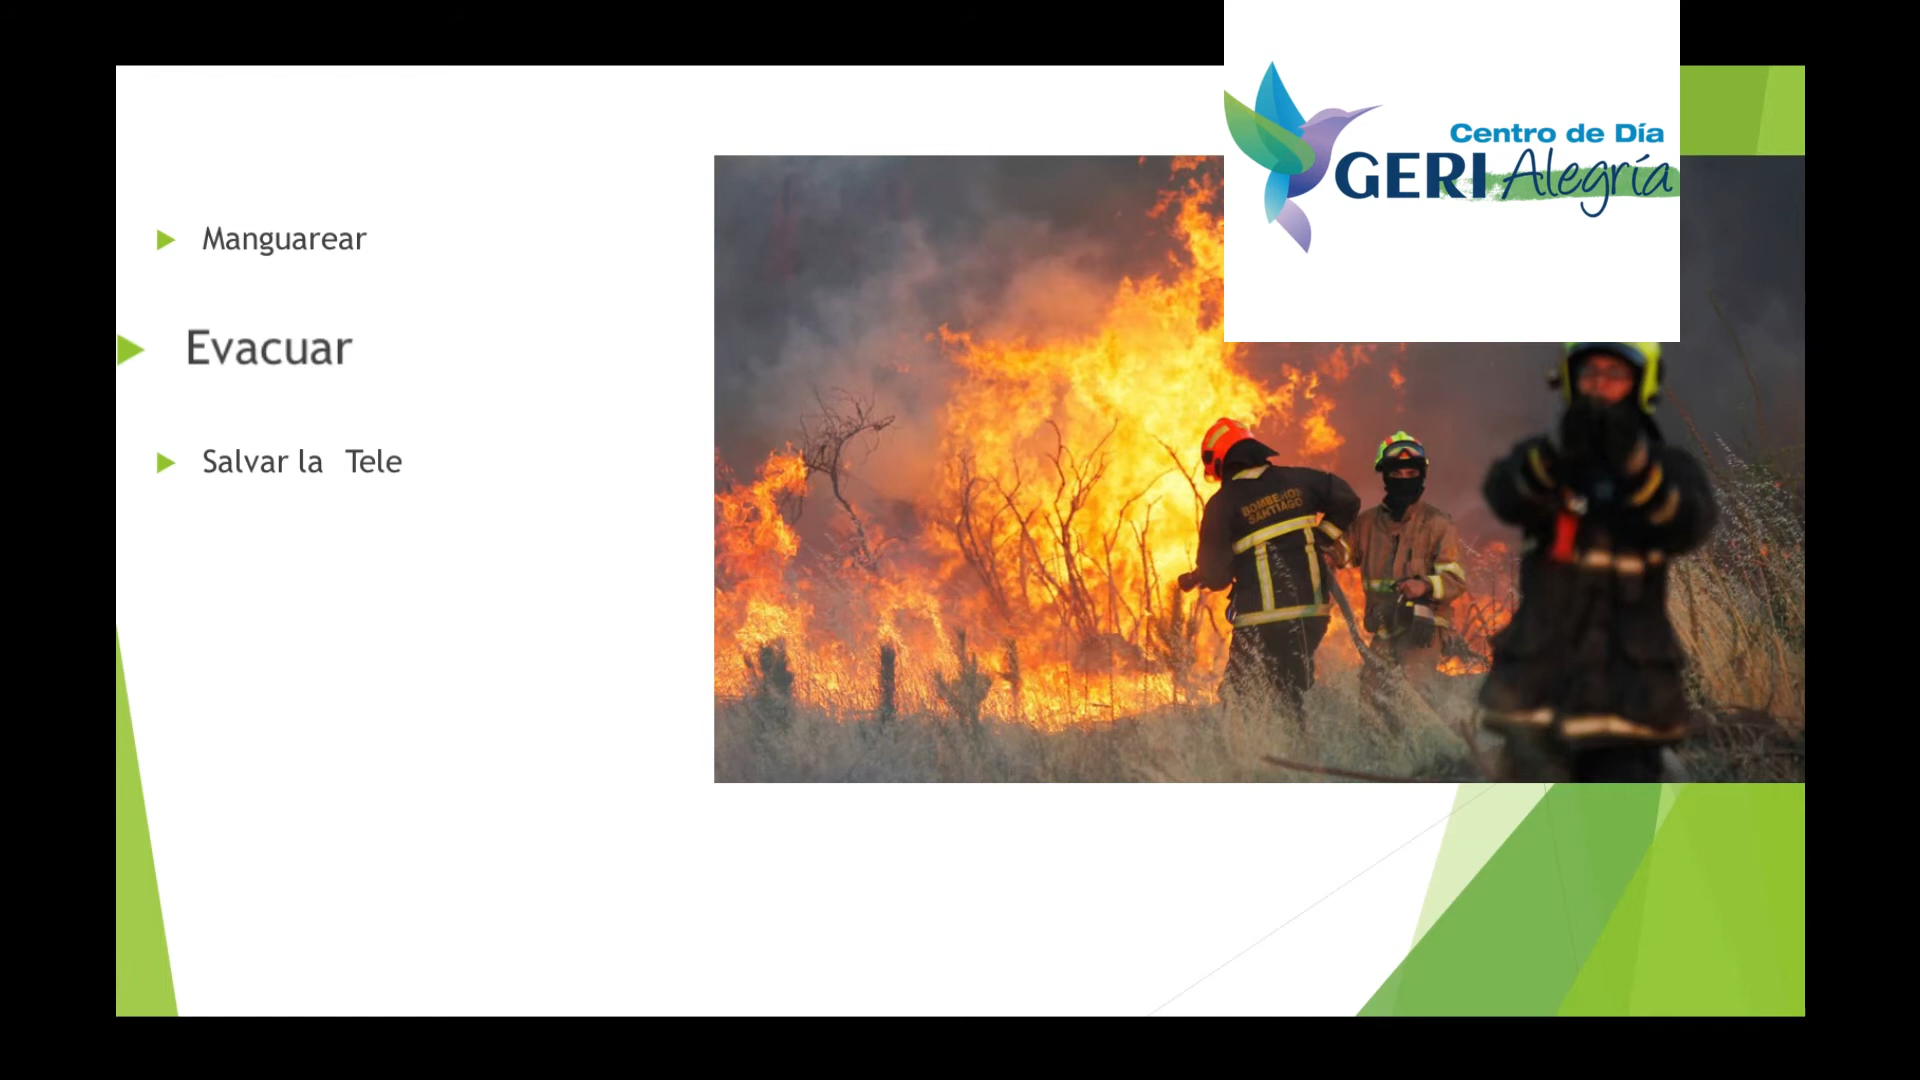 Centro de Día
GERI Alegría
Manguarear
Evacuar
Salvar la Tele
BOMBEROS
SANTIAGO